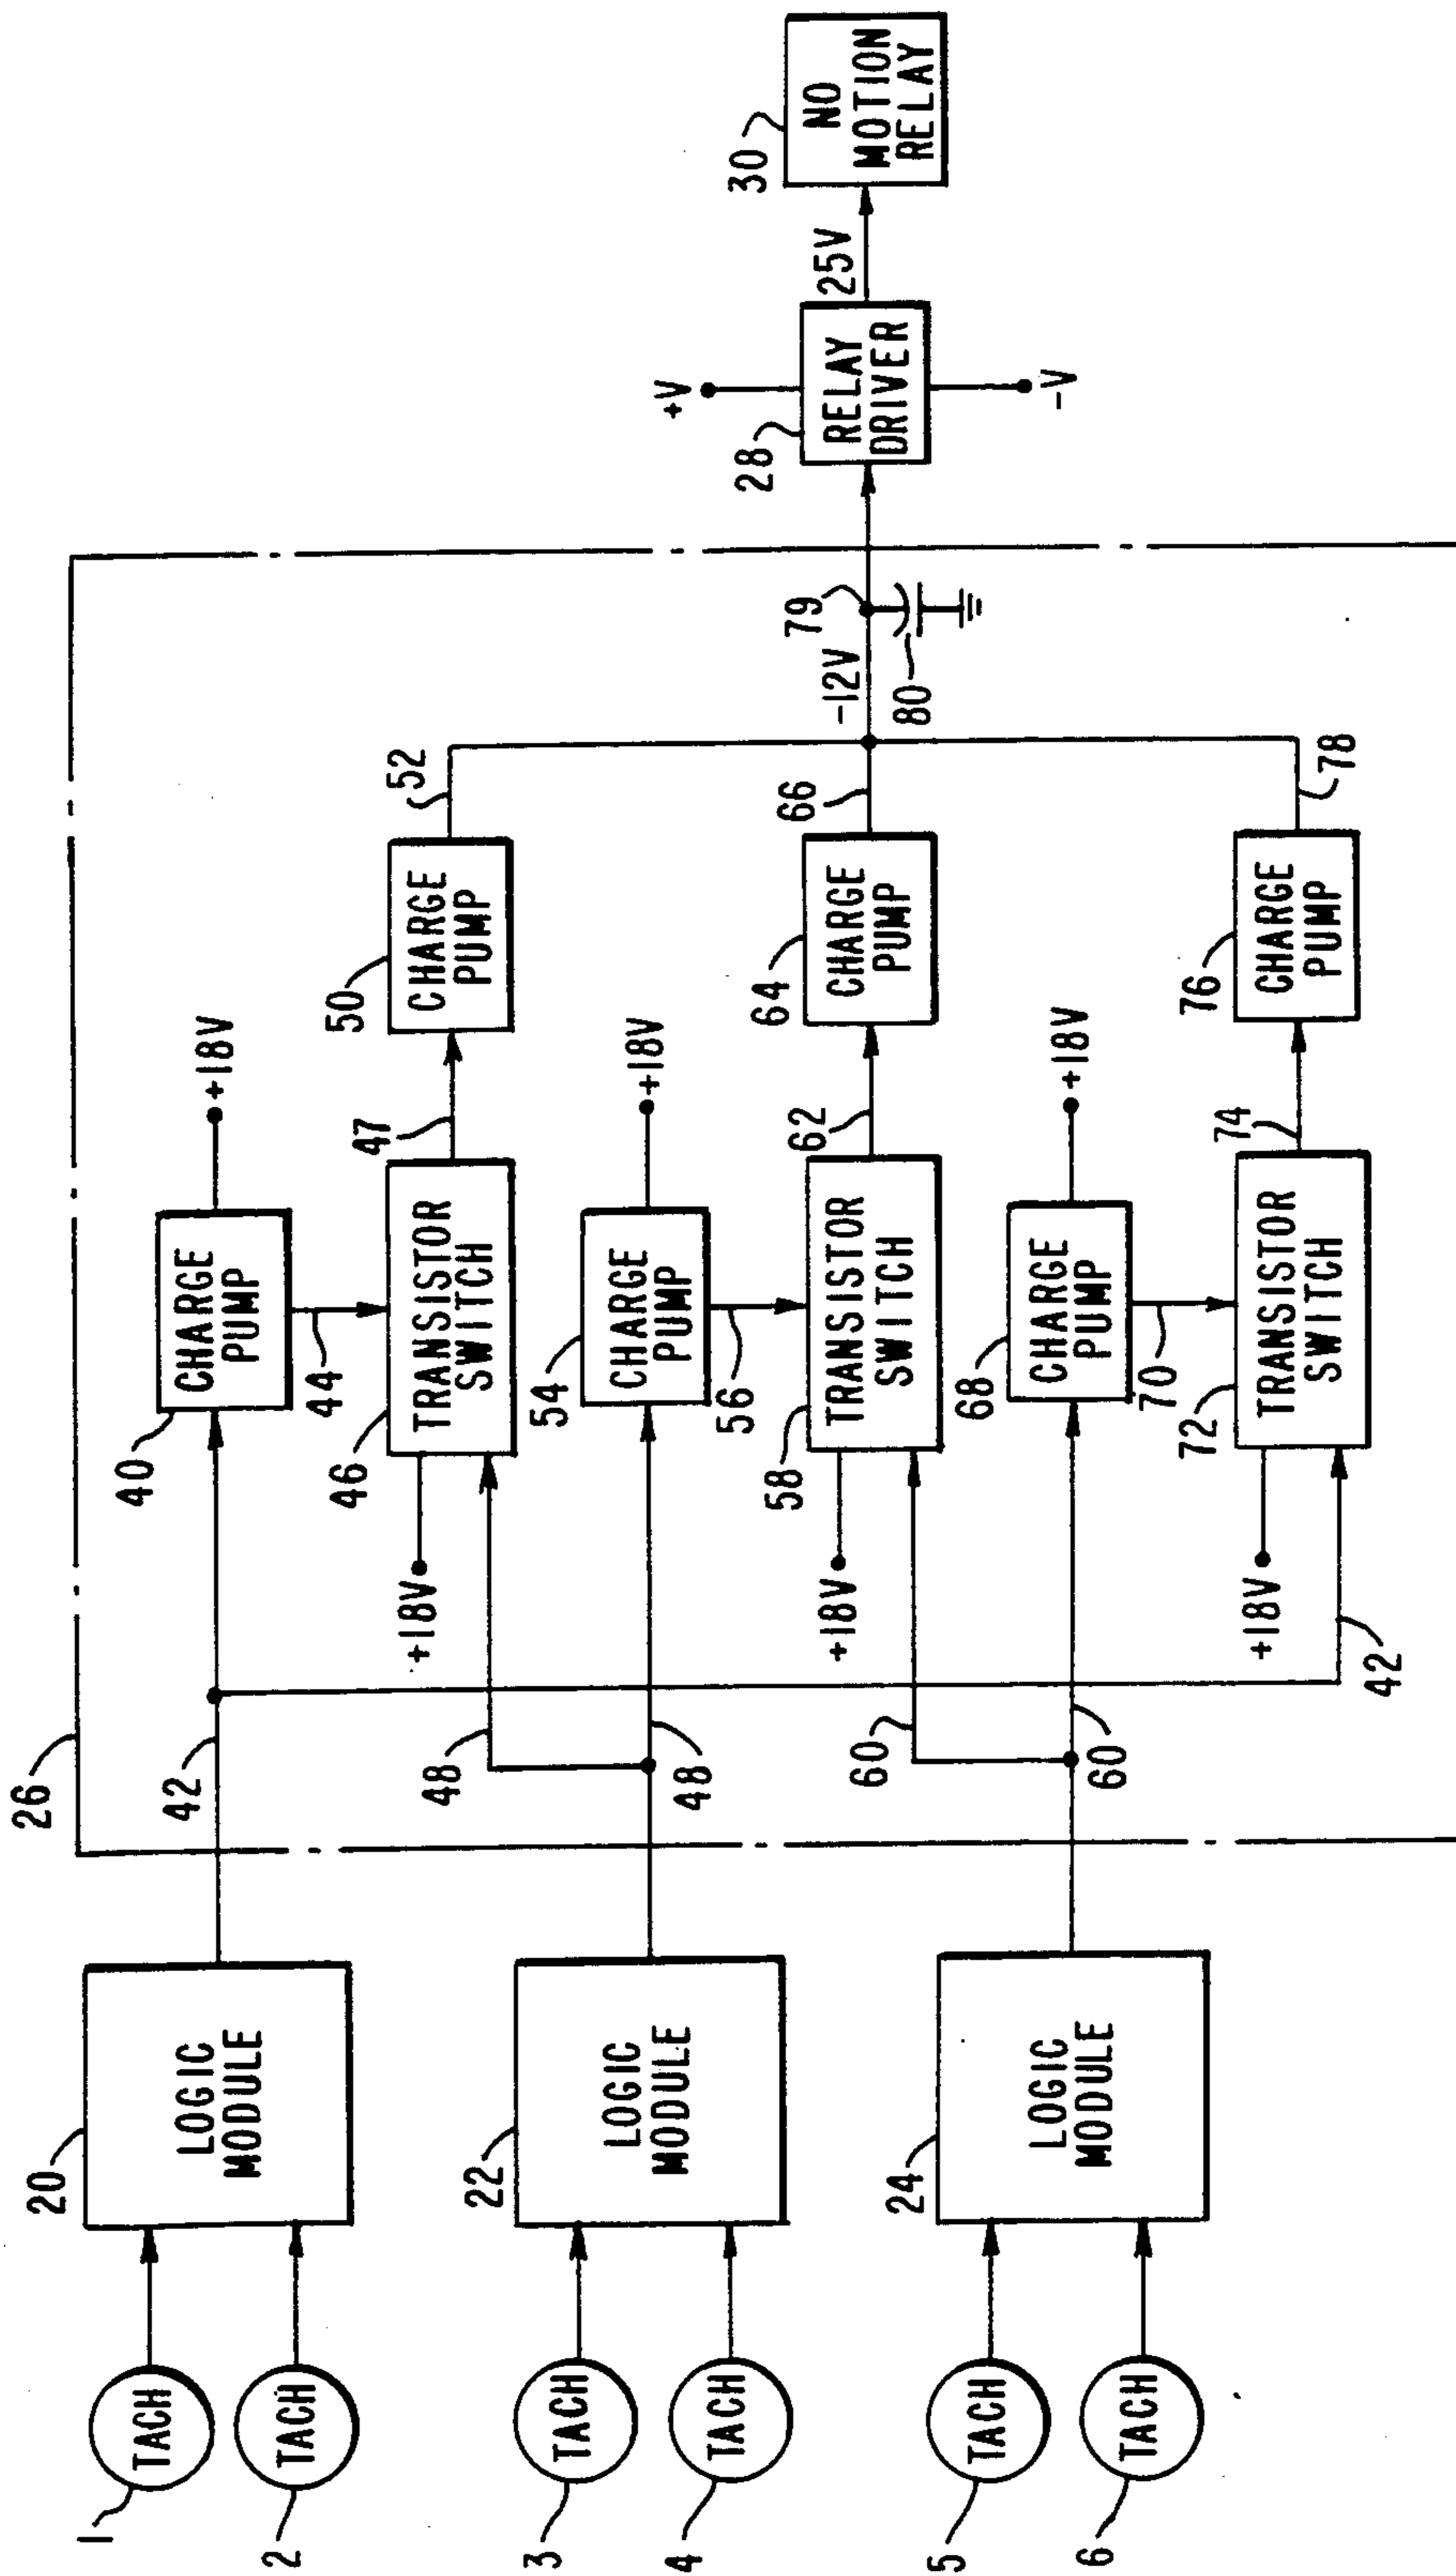 1
TACH
2
TACH
20
LOGIC
MODULE
3
TACH
4
TACH
22
LOGIC
MODULE
5
TACH
6
TACH
24
LOGIC
MODULE
26
42
40
CHARGE
PUMP
+18V
44
46
TRANSISTOR
SWITCH
+18V
48
47
50
CHARGE
PUMP
52
48
54
CHARGE
PUMP
+18V
56
58
TRANSISTOR
SWITCH
+18V
60
62
64
CHARGE
PUMP
66
60
68
CHARGE
PUMP
+18V
70
72
TRANSISTOR
SWITCH
+18V
42
74
76
CHARGE
PUMP
78
-12V
79
80
28
RELAY
DRIVER
+V
-V
25V
30
NO
MOTION
RELAY